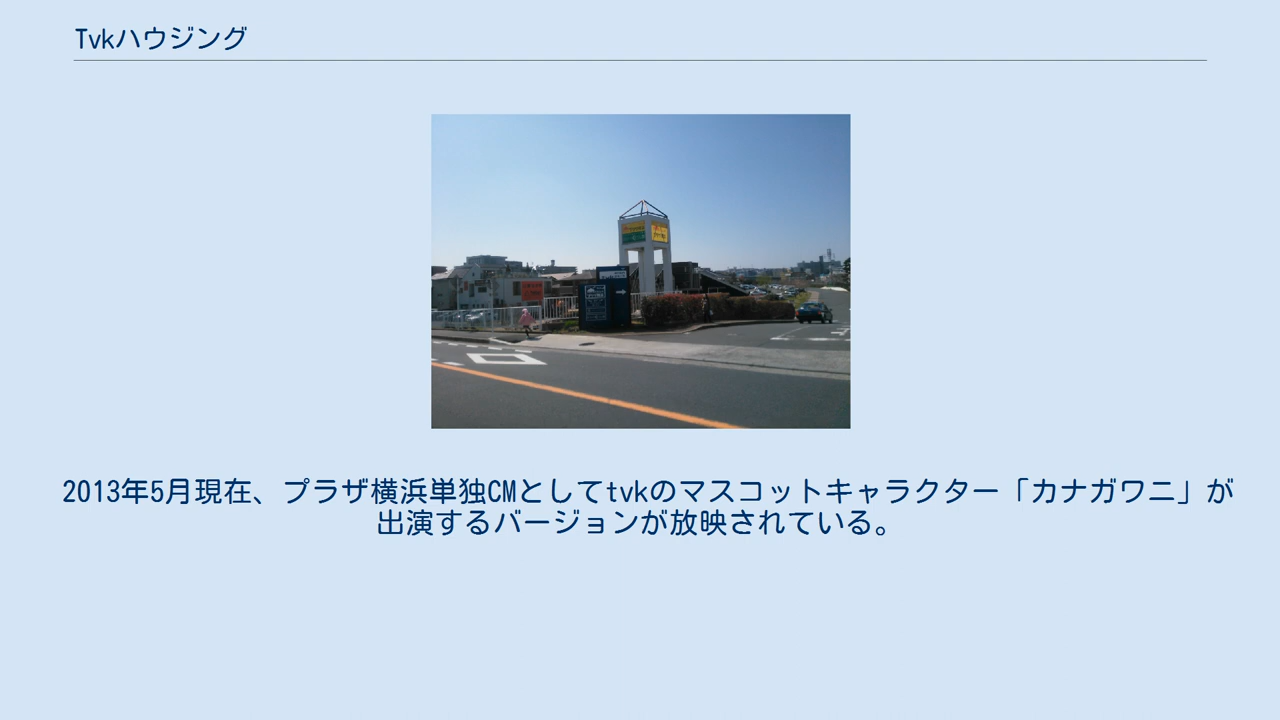 Tvkハウジング
2013年5月現在、プラザ横浜単独CMとしてtvkのマスコットキャラクター「カナガワニ」が
出演するバージョンが放映されている。